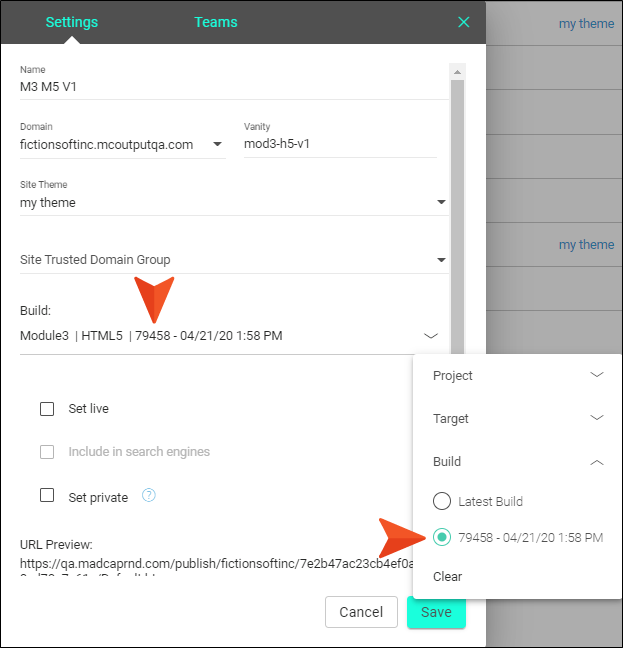 Settings
Teams
my theme
Name
M3 M5 V1
Domain
Vanity
fictionsoftinc.mcoutputqa.com
mod3-h5-v1
Site Theme
my theme
my theme
Site Trusted Domain Group
Build:
Module3 | HTML5 | 79458 - 04/21/20 1:58 PM
Project
Set live
Target
Include in search engines
Build
Set private
?
Latest Build
79458 - 04/21/20 1:58 PM
URL Preview:
https://qa.madcaprnd.com/publish/fictionsoftinc/7e2b47ac23cb4ef0a
Clear
Cancel
Save